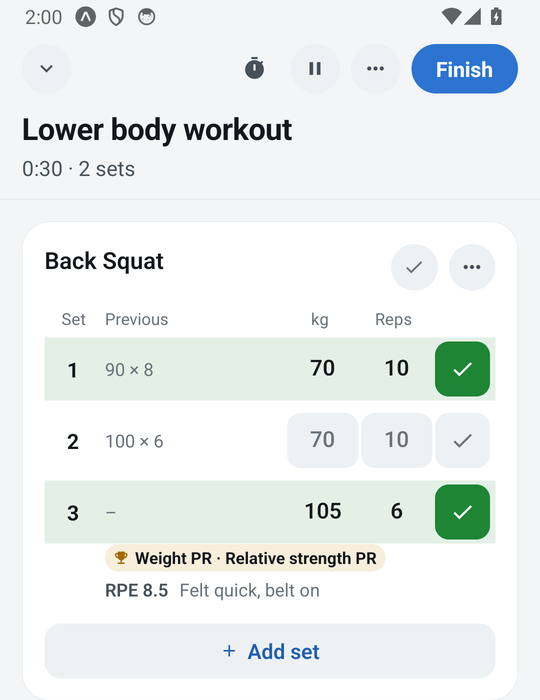 2:00
Finish
Lower body workout
0:30 · 2 sets
Back Squat
Set Previous kg Reps
1 90 × 8 70 10
2 100 × 6 70 10
3 – 105 6
Weight PR · Relative strength PR
RPE 8.5 Felt quick, belt on
+ Add set